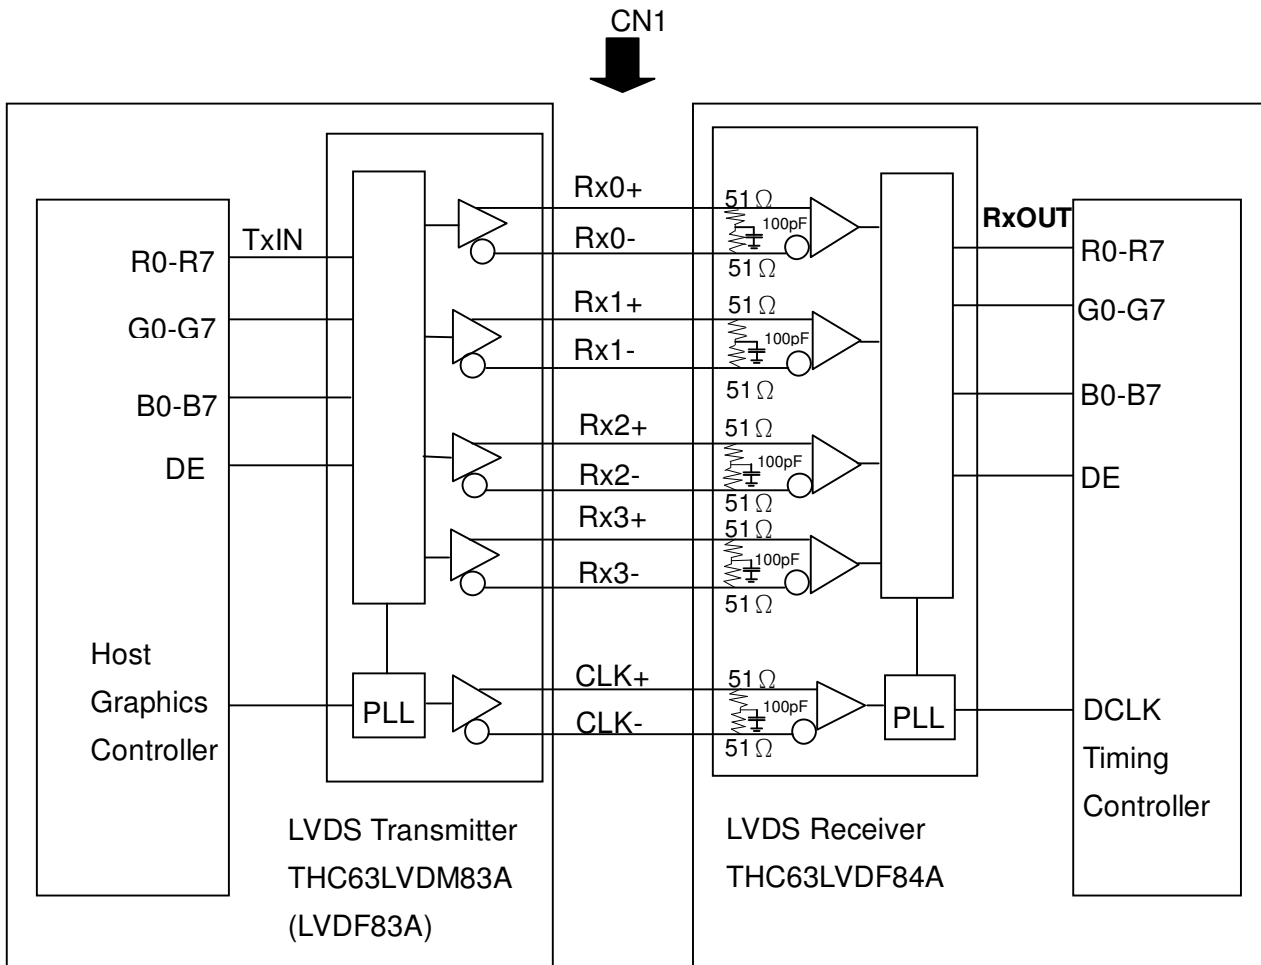 CN1
TxIN
R0-R7
G0-G7
B0-B7
DE
Host
Graphics
Controller
PLL
LVDS Transmitter
THC63LVDM83A
(LVDF83A)
Rx0+
Rx0-
Rx1+
Rx1-
Rx2+
Rx2-
Rx3+
Rx3-
CLK+
CLK-
51Ω
100pF
51Ω
51Ω
100pF
51Ω
51Ω
100pF
51Ω
51Ω
100pF
51Ω
51Ω
100pF
51Ω
PLL
LVDS Receiver
THC63LVDF84A
RxOUT
R0-R7
G0-G7
B0-B7
DE
DCLK
Timing
Controller